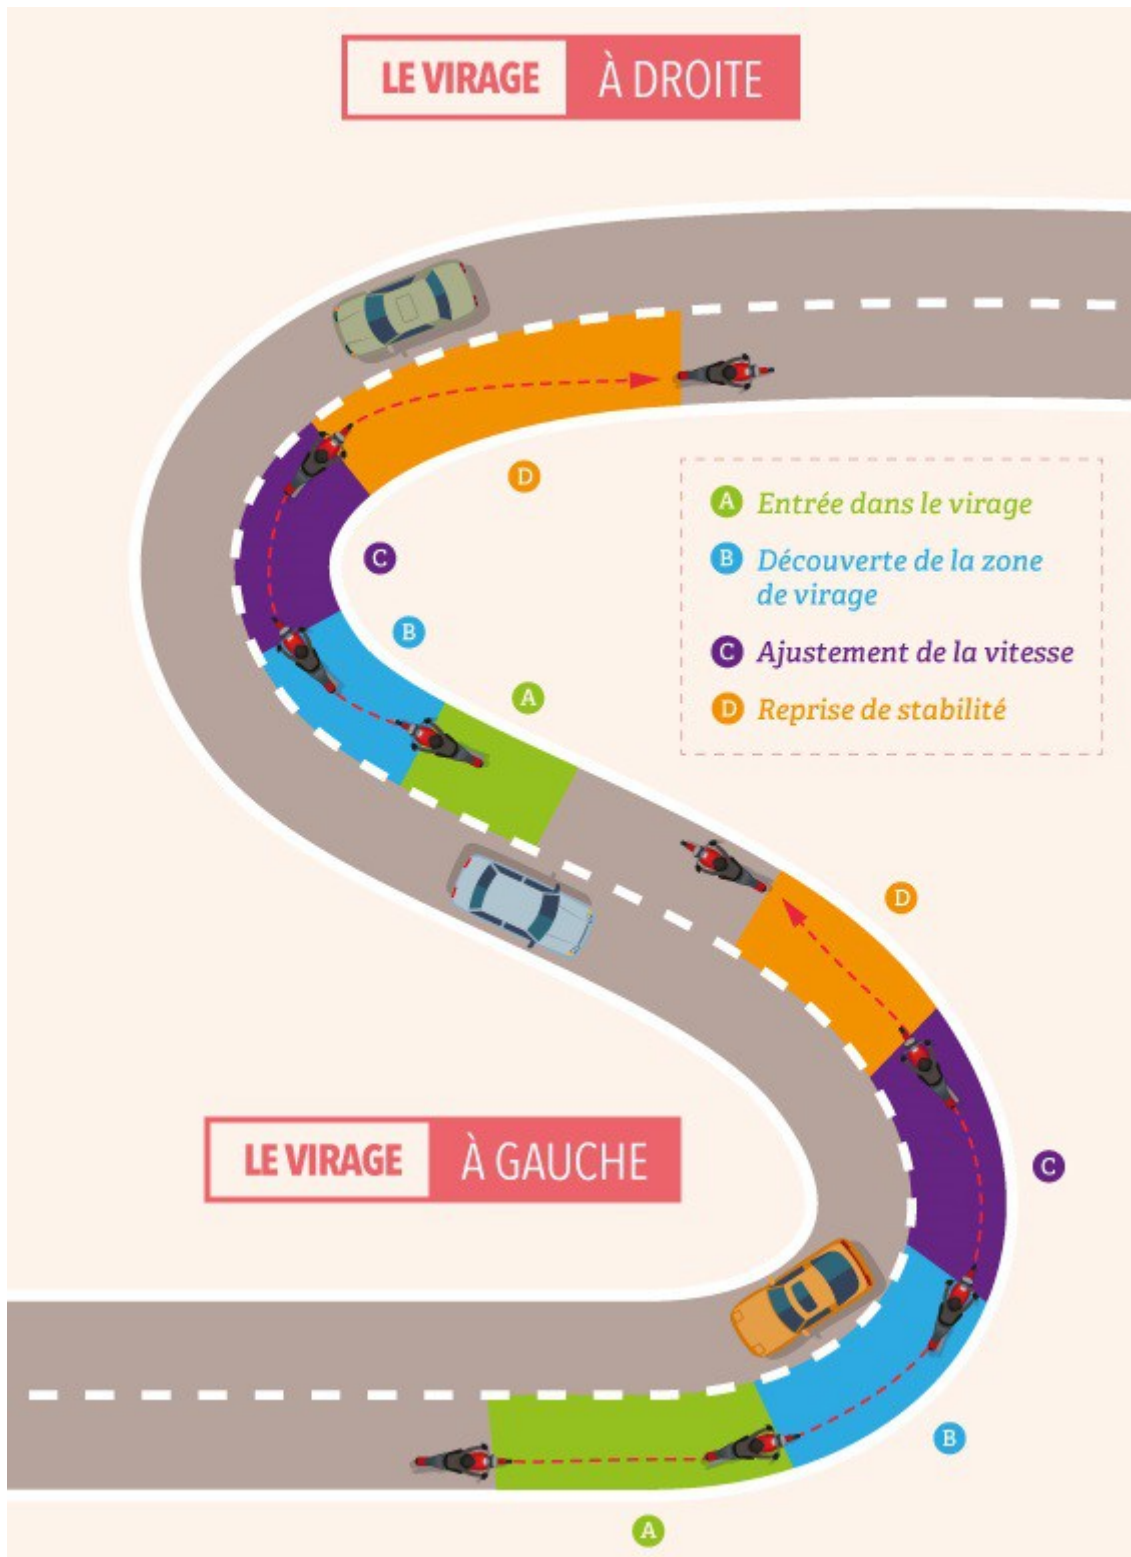 LE VIRAGE À DROITE
D
A Entrée dans le virage
B Découverte de la zone
de virage
C Ajustement de la vitesse
D Reprise de stabilité
C
B
A
D
LE VIRAGE À GAUCHE
C
B
A